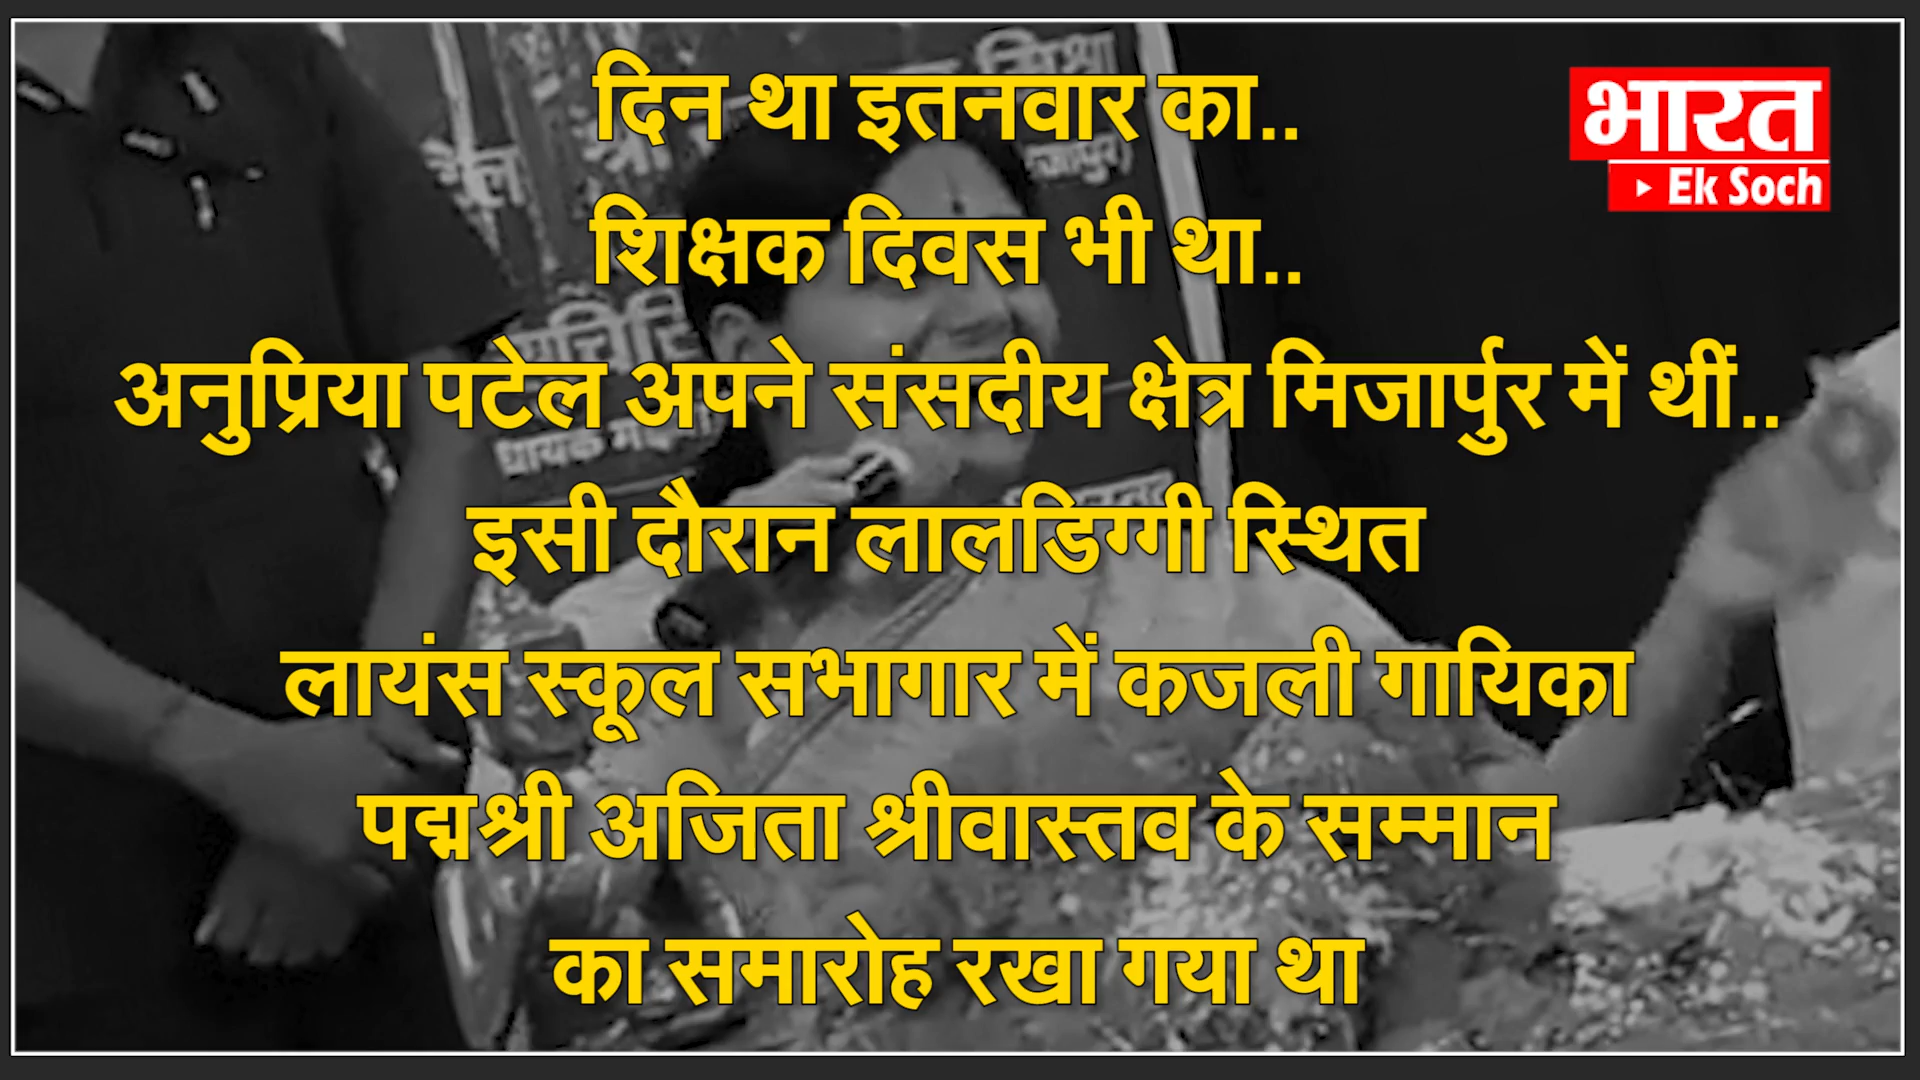 दिन था इतनवार का..
शिक्षक दिवस भी था..
अनुप्रिया पटेल अपने संसदीय क्षेत्र मिजार्पुर में थीं..
इसी दौरान लालडिग्गी स्थित
लायंस स्कूल सभागार में कजली गायिका
पद्मश्री अजिता श्रीवास्तव के सम्मान
का समारोह रखा गया था
भारत
Ek Soch